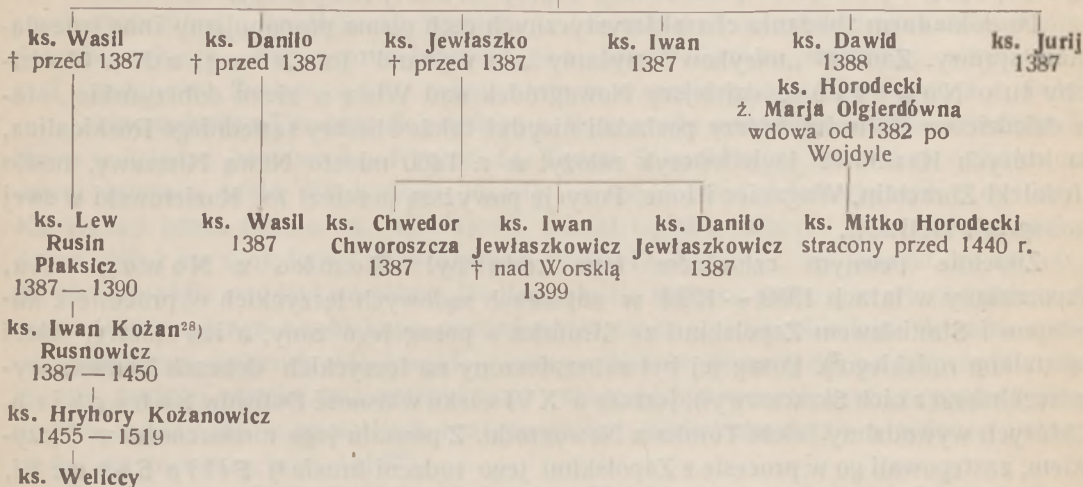 ks. Wasil ks. Daniło ks. Jewłaszko ks. Iwan ks. Dawid ks. Jurij
† przed 1387 † przed 1387 † przed 1387 1387 1388 1387
ks. Horodecki
ż. Marja Olgierdówna
wdowa od 1382 po
Wojdyle
ks. Lew ks. Wasil ks. Chwedor ks. Iwan ks. Daniło ks. Mitko Horodecki
Rusin 1387 Chworoszcza Jewłaszkowicz Jewłaszkowicz stracony przed 1440 r.
Płaksicz 1387 † nad Worsklą 1387
1387 — 1390 1399
ks. Iwan Kożan²⁸)
Rusnowicz
1387 — 1450
ks. Hryhory Kożanowicz
1455 — 1519
ks. Weliccy